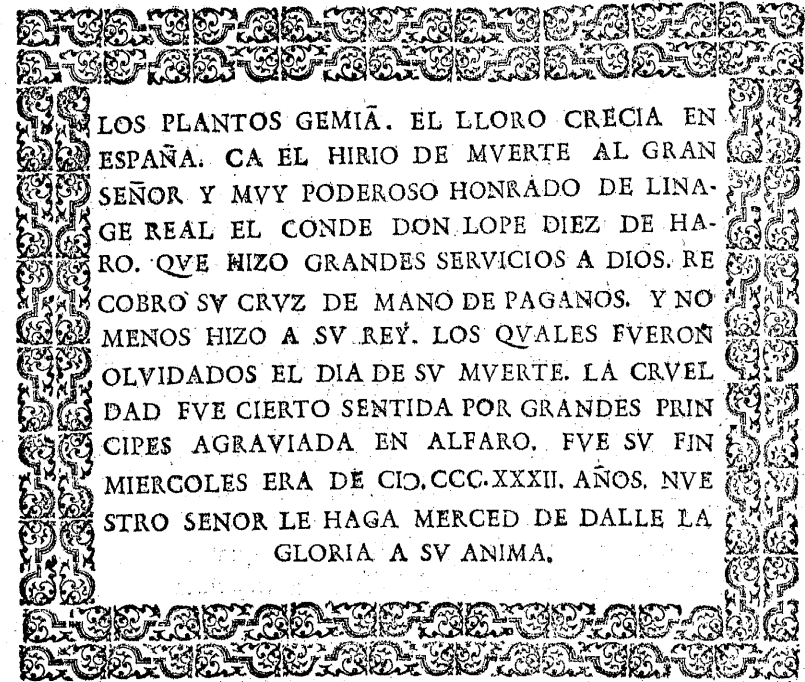 LOS PLANTOS GEMIÃ. EL LLORO CRECIA EN
ESPAÑA. CA EL HIRIO DE MVERTE AL GRAN
SEÑOR Y MVY PODEROSO HONRADO DE LINA-
GE REAL EL CONDE DON LOPE DIEZ DE HA-
RO. QVE HIZO GRANDES SERVICIOS A DIOS. RE
COBRO SV CRVZ DE MANO DE PAGANOS. Y NO
MENOS HIZO A SV REY. LOS QVALES FVERON
OLVIDADOS EL DIA DE SV MVERTE. LA CRVEL
DAD FVE CIERTO SENTIDA POR GRANDES PRIN
CIPES AGRAVIADA EN ALFARO. FVE SV FIN
MIERCOLES ERA DE CIƆ.CCC.XXXII. AÑOS. NVE
STRO SENOR LE HAGA MERCED DE DALLE LA
GLORIA A SV ANIMA.